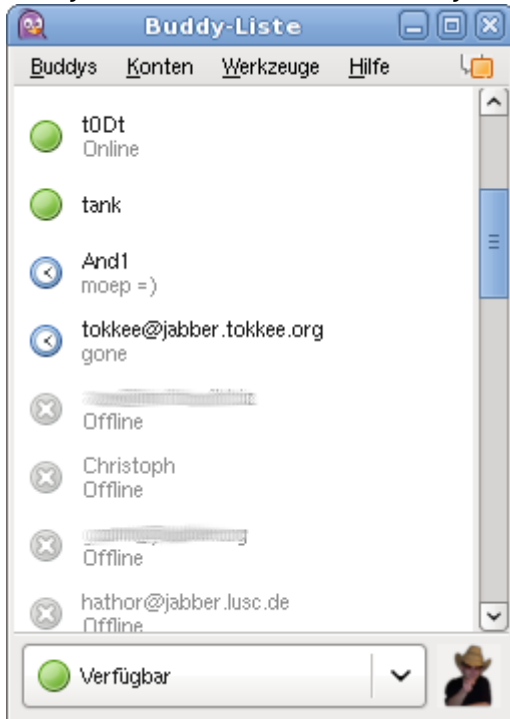 Buddy-Liste
Buddys Konten Werkzeuge Hilfe
t0Dt
Online
tank
And1
moep =)
tokkee@jabber.tokkee.org
gone
Offline
Christoph
Offline
Offline
hathor@jabber.lusc.de
Offline
Verfügbar